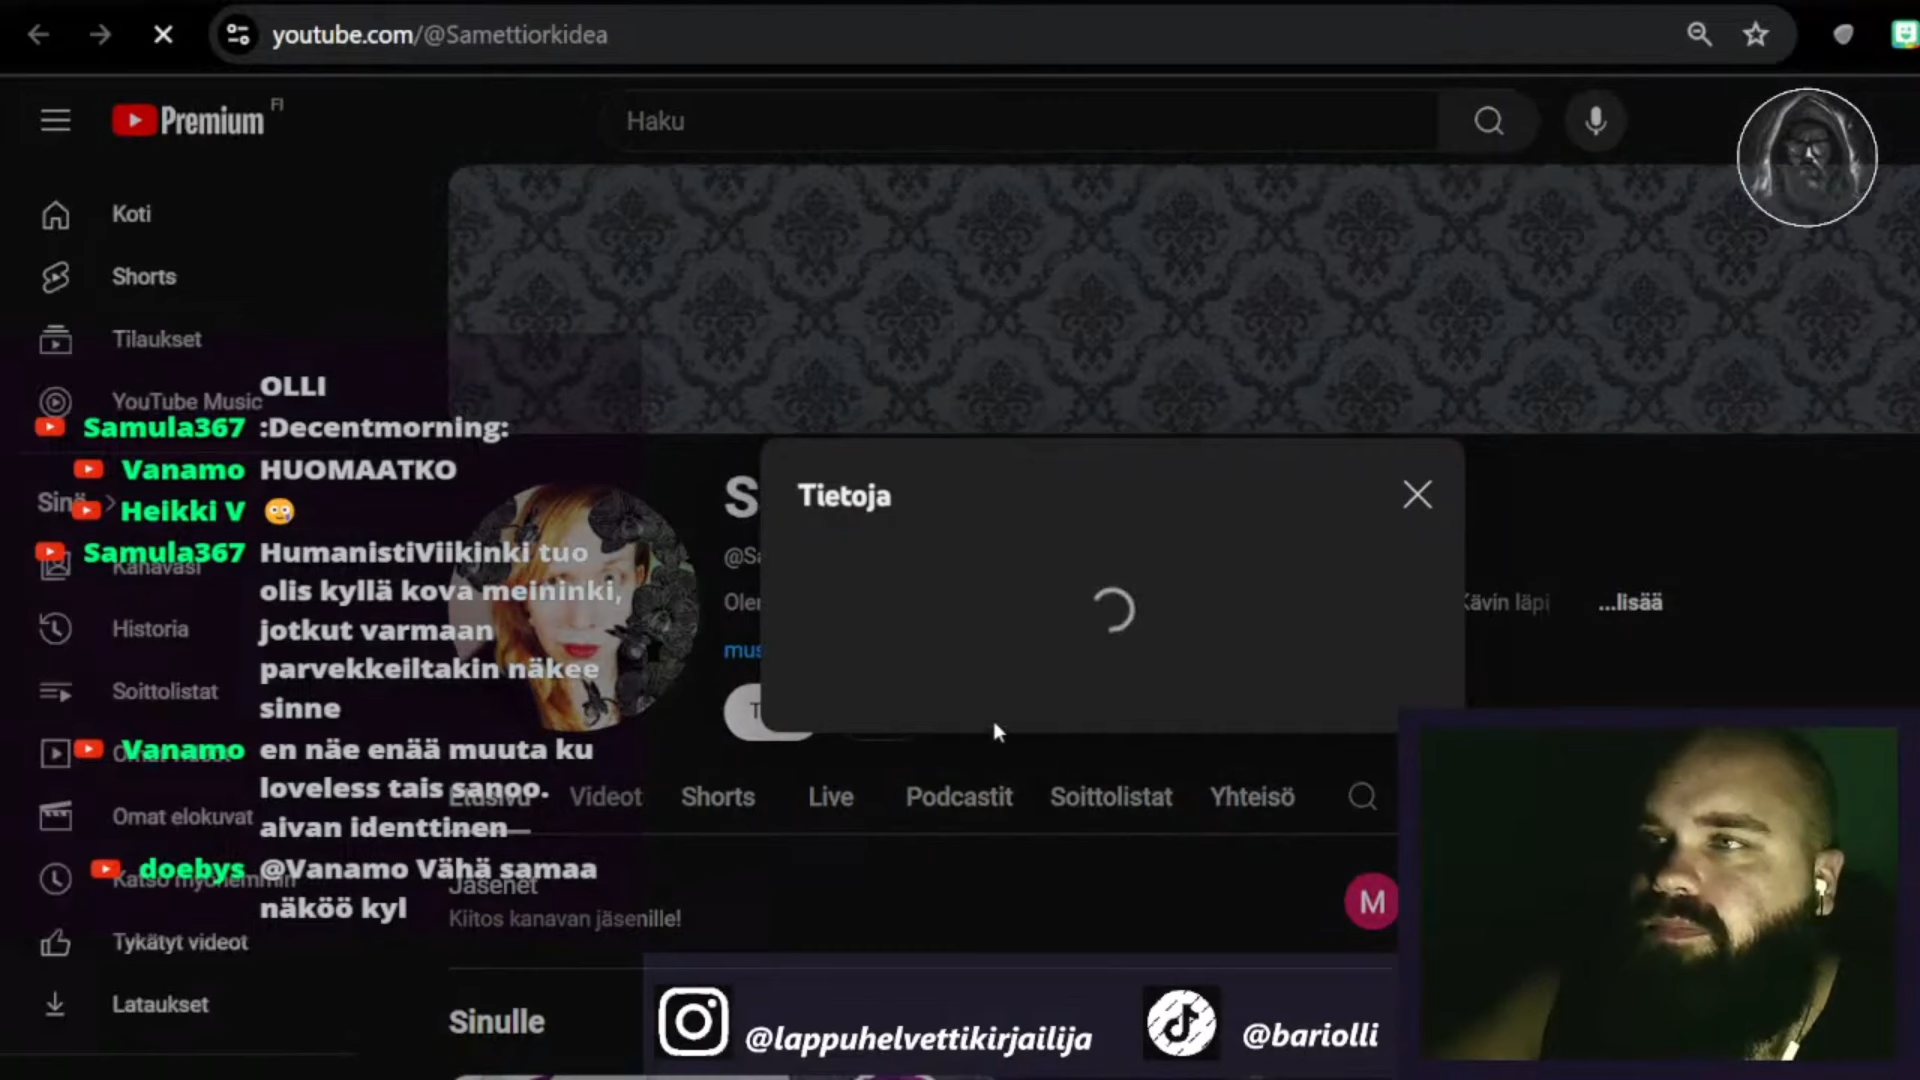 youtube.com/@Samettiorkidea
Premium
FI
Haku
Koti
Shorts
Tilaukset
YouTube Music
OLLI
Samula367 :Decentmorning:
Vanamo HUOMAATKO
Sinä
Heikki V
Samula367 HumanistiViikinki tuo
olis kyllä kova meininki,
jotkut varmaan
parvekkeiltakin näkee
sinne
Kanavasi
Historia
Soittolistat
Vanamo en näe enää muuta ku
loveless tais sanoo.
aivan identtinen
Omat elokuvat
doebys @Vanamo Vähä samaa
näköö kyl
Katso myöhemmin
Tykätyt videot
Lataukset
S
@Sa
Oler
mus
T
Tietoja
Kävin läpi
...lisää
Etusivu
Videot
Shorts
Live
Podcastit
Soittolistat
Yhteisö
Jäsenet
Kiitos kanavan jäsenille!
M
Sinulle
@lappuhelvettikirjailija
@bariolli